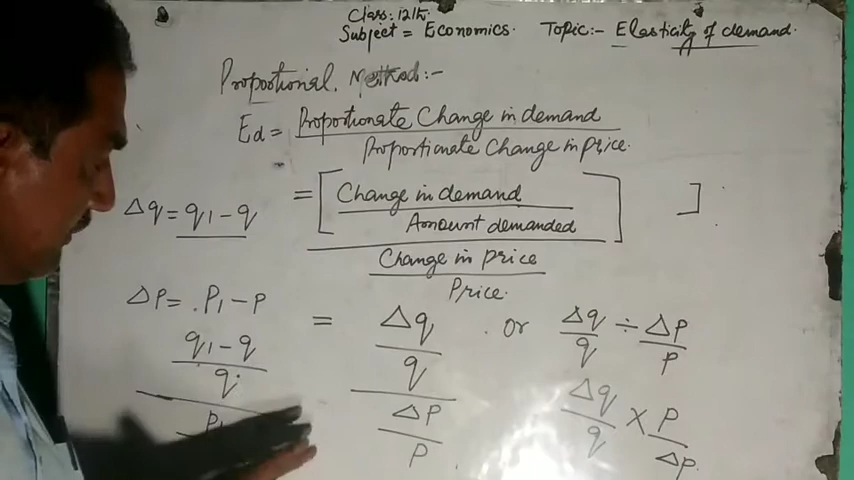 Class: 12th
Subject = Economics. Topic:- Elasticity of demand.
Proportional Method:-
Ed = Proportionate Change in demand
Proportionate Change in price.
Δq = q1 - q
= [ Change in demand ] ]
Amount demanded
Change in price
Price.
ΔP = P1 - P
q1 - q
q
P1
= Δq
q
ΔP
P
or Δq ÷ ΔP
q P
Δq × P
q ΔP